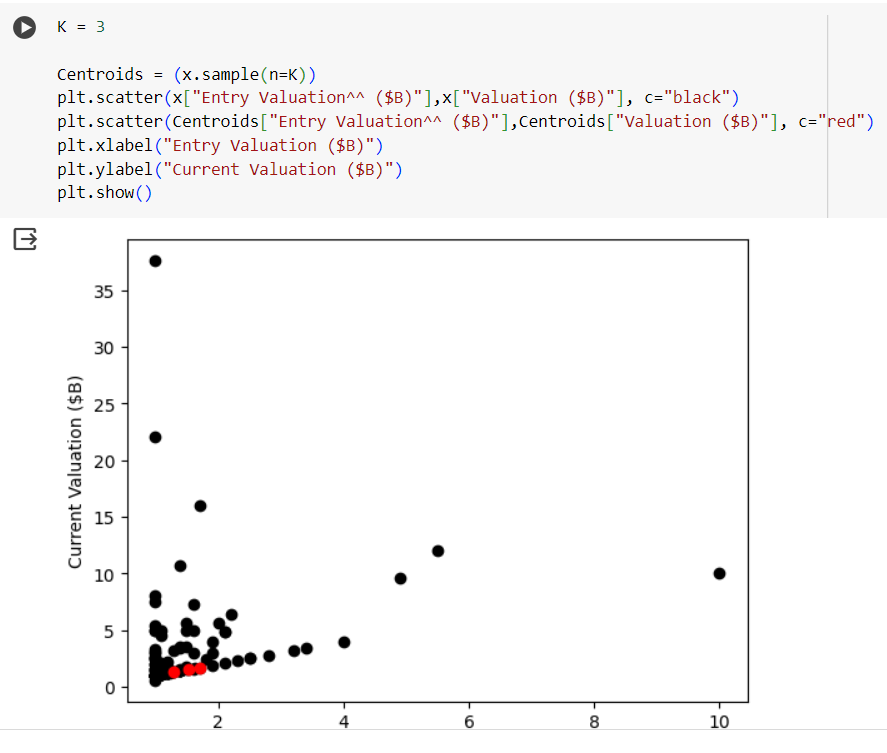 K = 3
Centroids = (x.sample(n=K))
plt.scatter(x["Entry Valuation^^ ($B)"],x["Valuation ($B)"], c="black")
plt.scatter(Centroids["Entry Valuation^^ ($B)"],Centroids["Valuation ($B)"], c="red")
plt.xlabel("Entry Valuation ($B)")
plt.ylabel("Current Valuation ($B)")
plt.show()
Current Valuation ($B)
35
30
25
20
15
10
5
0
2 4 6 8 10